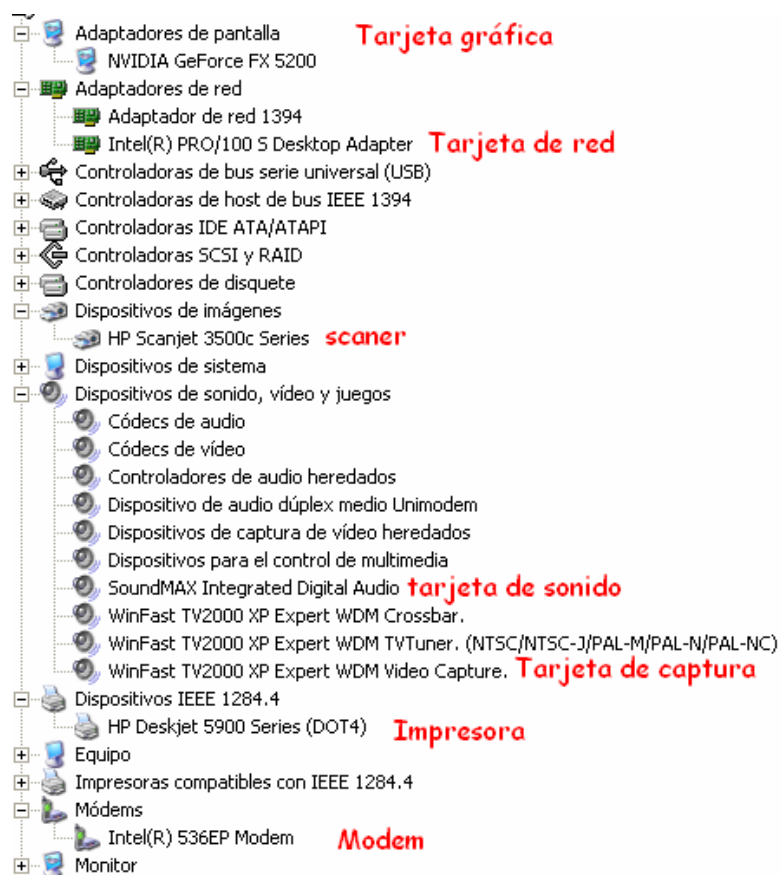 Adaptadores de pantalla Tarjeta gráfica
NVIDIA GeForce FX 5200
Adaptadores de red
Adaptador de red 1394
Intel(R) PRO/100 S Desktop Adapter Tarjeta de red
Controladoras de bus serie universal (USB)
Controladoras de host de bus IEEE 1394
Controladoras IDE ATA/ATAPI
Controladoras SCSI y RAID
Controladores de disquete
Dispositivos de imágenes
HP Scanjet 3500c Series scaner
Dispositivos de sistema
Dispositivos de sonido, vídeo y juegos
Códecs de audio
Códecs de vídeo
Controladores de audio heredados
Dispositivo de audio dúplex medio Unimodem
Dispositivos de captura de vídeo heredados
Dispositivos para el control de multimedia
SoundMAX Integrated Digital Audio tarjeta de sonido
WinFast TV2000 XP Expert WDM Crossbar.
WinFast TV2000 XP Expert WDM TVTuner. (NTSC/NTSC-J/PAL-M/PAL-N/PAL-NC)
WinFast TV2000 XP Expert WDM Video Capture. Tarjeta de captura
Dispositivos IEEE 1284.4
HP Deskjet 5900 Series (DOT4) Impresora
Equipo
Impresoras compatibles con IEEE 1284.4
Módems
Intel(R) 536EP Modem Modem
Monitor